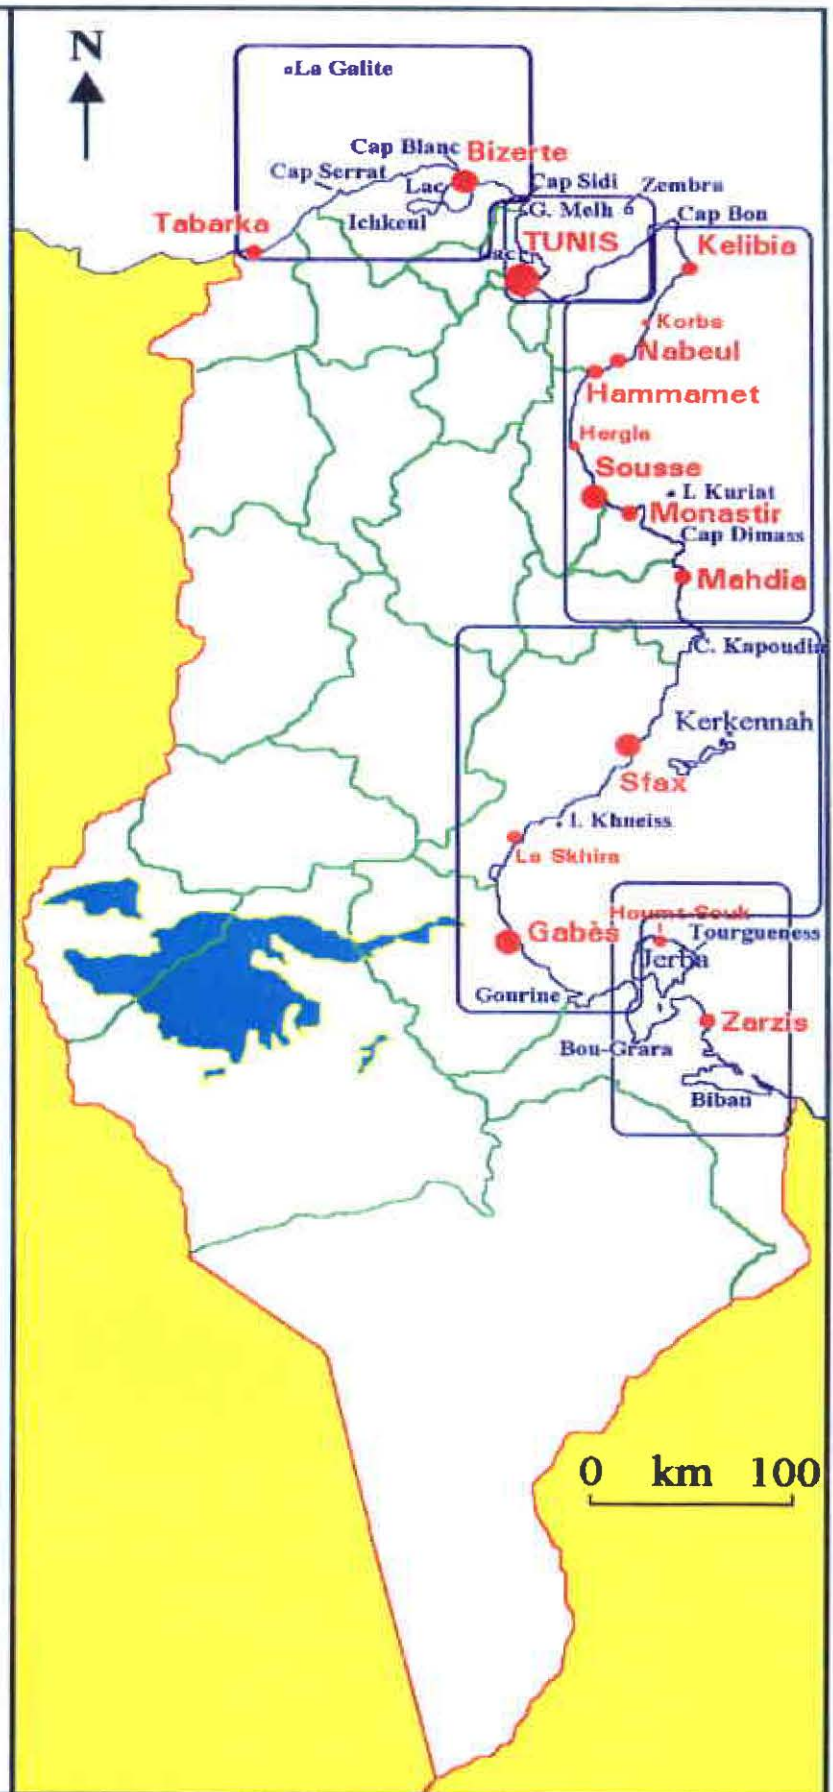 N
La Galite
Cap Blanc
Bizerte
Cap Serrat
Lac
Ichkeul
Cap Sidi
Zembra
Tabarka
G. Melh
Cap Bon
TUNIS
Kelibia
Korba
Nabeul
Hammamet
Hergla
Sousse
I. Kuriat
Monastir
Cap Dimass
Mahdia
C. Kapoudia
Kerkennah
Sfax
I. Khneiss
La Skhira
Houmt-Souk
Gabès
Tourgueness
Jerba
Gourine
Zarzis
Bou-Grara
Biban
0 km 100